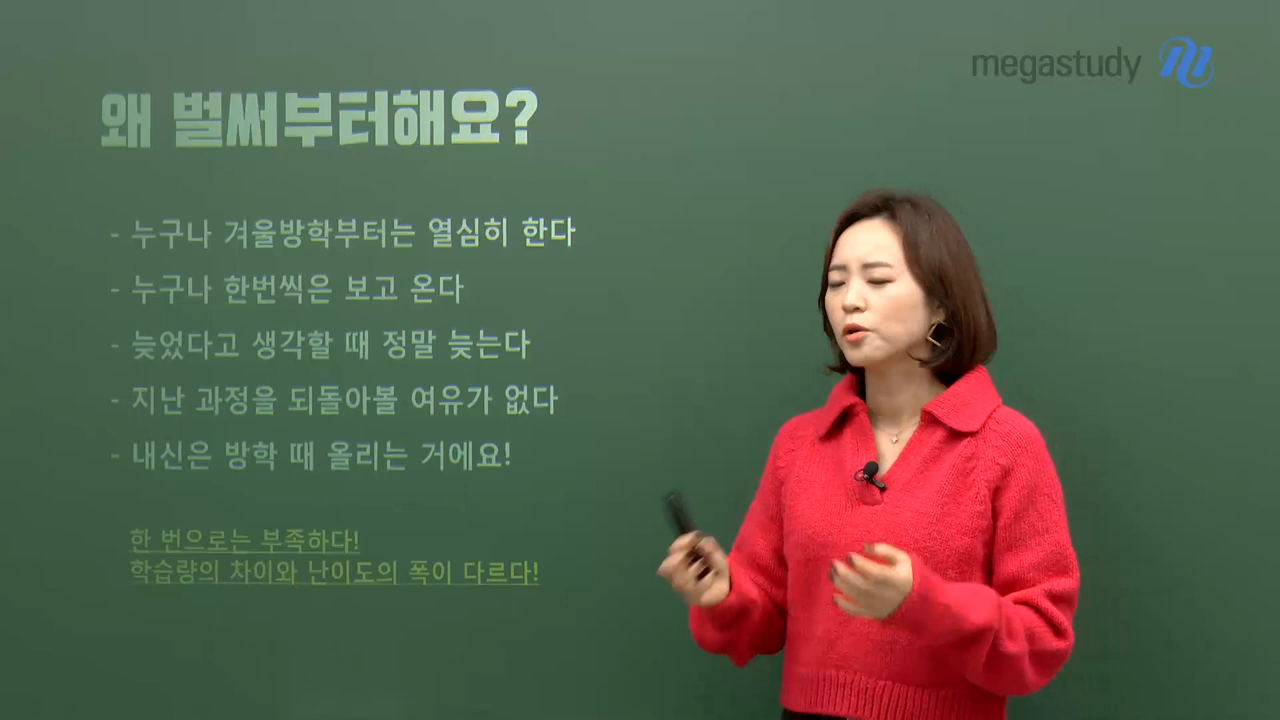 megastudy
왜 벌써부터해요?
- 누구나 겨울방학부터는 열심히 한다
- 누구나 한번씩은 보고 온다
- 늦었다고 생각할 때 정말 늦는다
- 지난 과정을 되돌아볼 여유가 없다
- 내신은 방학 때 올리는 거에요!
한 번으로는 부족하다!
학습량의 차이와 난이도의 폭이 다르다!